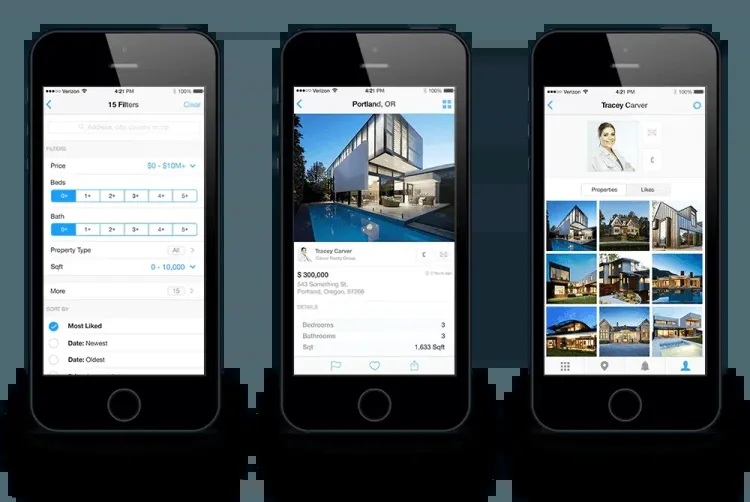 Verizon 4:21 PM 100%
15 Filters Clear
Address, city, county or zip
FILTERS
Price $0 - $10M+
Beds
0+ 1+ 2+ 3+ 4+ 5+
Bath
0+ 1+ 2+ 3+ 4+ 5+
Property Type All
Sqft 0 - 10,000
More 15
SORT BY
Most Liked
Date: Newest
Date: Oldest
Verizon 4:21 PM 100%
Portland, OR
Tracey Carver
Realty Group
$ 300,000
543 Something St.
Portland, Oregon, 97266
DETAILS
Bedrooms 3
Bathrooms 3
Sqt 1,633 Sqft
Verizon 4:21 PM 100%
Tracey Carver
Properties Likes